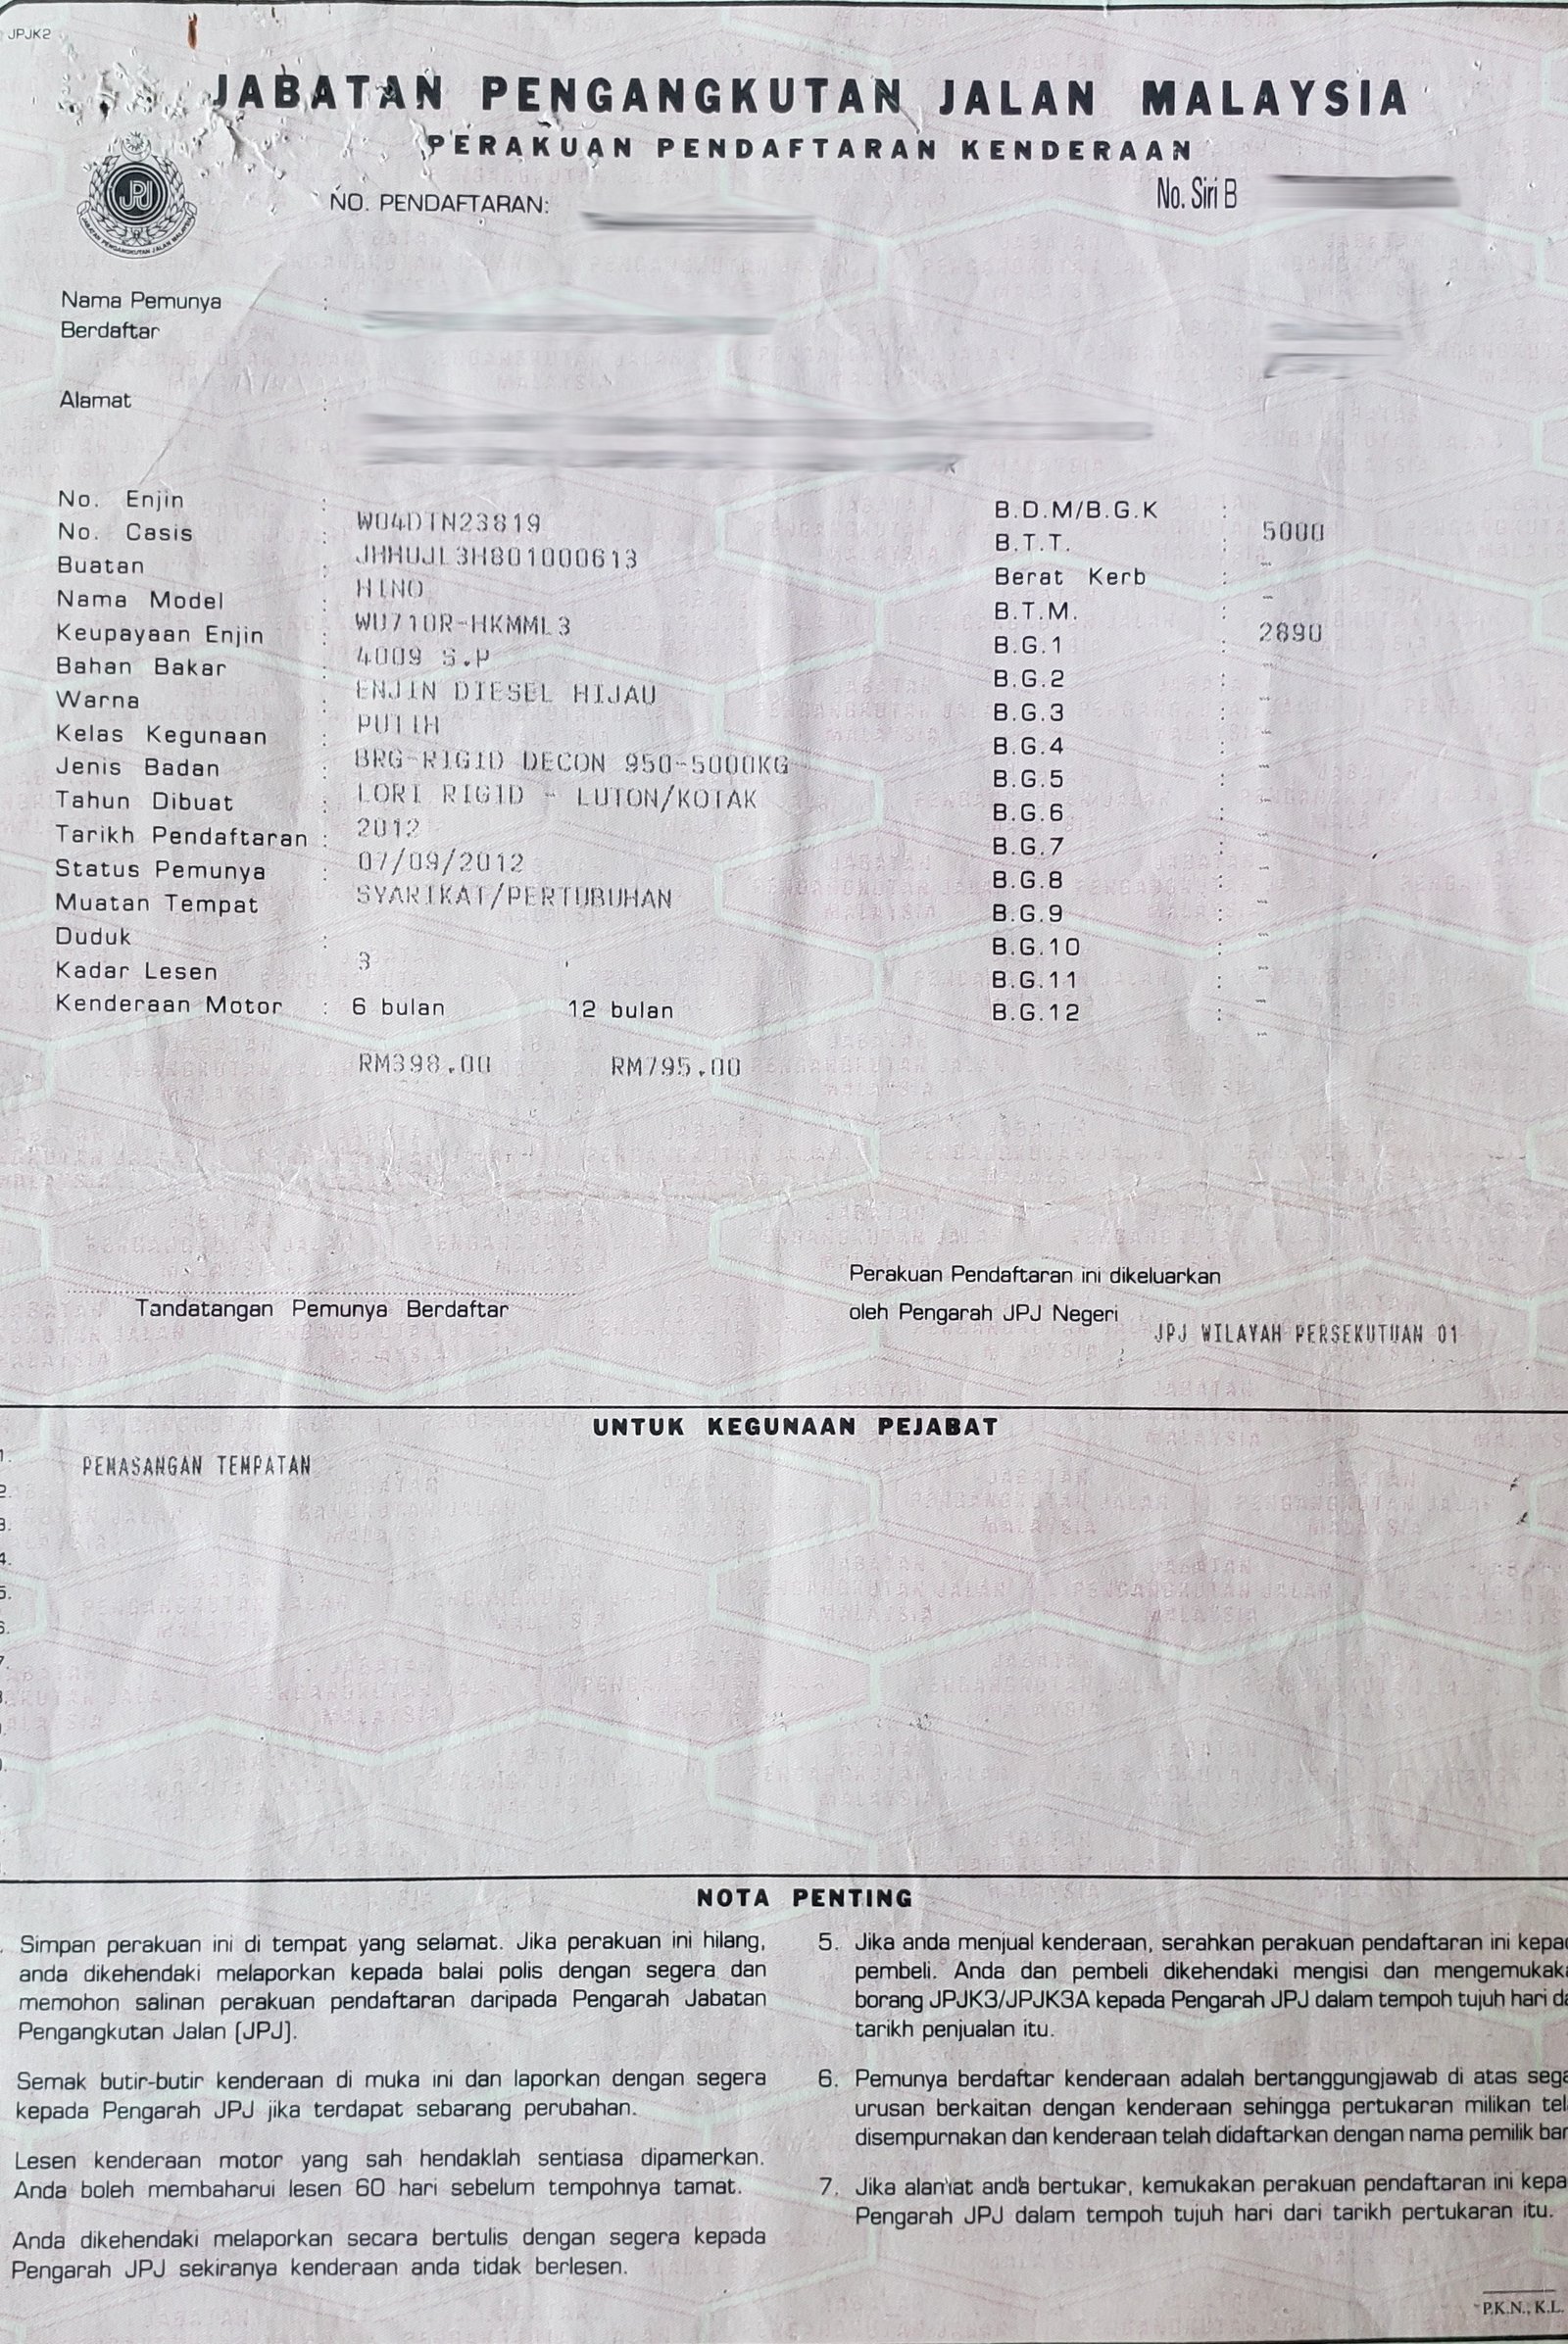 JPJK2
JABATAN PENGANGKUTAN JALAN MALAYSIA
PERAKUAN PENDAFTARAN KENDERAAN
JPJ
JABATAN PENGANGKUTAN JALAN MALAYSIA
NO. PENDAFTARAN:
No. Siri B
Nama Pemunya :
Berdaftar
Alamat :
No. Enjin : W04DTN23819
No. Casis : JHHUJL3H801000613
Buatan : HINO
Nama Model : WU710R-HKMML3
Keupayaan Enjin : 4009 S.P
Bahan Bakar : ENJIN DIESEL HIJAU
Warna : PUTIH
Kelas Kegunaan : BRG-RIGID DECON 950-5000KG
Jenis Badan : LORI RIGID - LUTON/KOTAK
Tahun Dibuat : 2012
Tarikh Pendaftaran : 07/09/2012
Status Pemunya : SYARIKAT/PERTUBUHAN
Muatan Tempat
Duduk : 3
Kadar Lesen
Kenderaan Motor : 6 bulan 12 bulan
RM398.00 RM795.00
B.D.M/B.G.K : 5000
B.T.T. : -
Berat Kerb : -
B.T.M. : 2890
B.G.1 : -
B.G.2 : -
B.G.3 : -
B.G.4 : -
B.G.5 : -
B.G.6 : -
B.G.7 : -
B.G.8 : -
B.G.9 : -
B.G.10 : -
B.G.11 : -
B.G.12 : -
Tandatangan Pemunya Berdaftar
Perakuan Pendaftaran ini dikeluarkan
oleh Pengarah JPJ Negeri
JPJ WILAYAH PERSEKUTUAN 01
UNTUK KEGUNAAN PEJABAT
1. PEMASANGAN TEMPATAN
2.
3.
4.
5.
6.
7.
NOTA PENTING
Simpan perakuan ini di tempat yang selamat. Jika perakuan ini hilang,
anda dikehendaki melaporkan kepada balai polis dengan segera dan
memohon salinan perakuan pendaftaran daripada Pengarah Jabatan
Pengangkutan Jalan (JPJ).
Semak butir-butir kenderaan di muka ini dan laporkan dengan segera
kepada Pengarah JPJ jika terdapat sebarang perubahan.
Lesen kenderaan motor yang sah hendaklah sentiasa dipamerkan.
Anda boleh membaharui lesen 60 hari sebelum tempohnya tamat.
Anda dikehendaki melaporkan secara bertulis dengan segera kepada
Pengarah JPJ sekiranya kenderaan anda tidak berlesen.
5. Jika anda menjual kenderaan, serahkan perakuan pendaftaran ini
pembeli. Anda dan pembeli dikehendaki mengisi dan
borang JPJK3/JPJK3A kepada Pengarah JPJ dalam tempoh tujuh hari
tarikh penjualan itu.
6. Pemunya berdaftar kenderaan adalah bertanggungjawab di atas
urusan berkaitan dengan kenderaan sehingga pertukaran milikan
disempurnakan dan kenderaan telah didaftarkan dengan nama pemilik
7. Jika alamat anda bertukar, kemukakan perakuan pendaftaran ini
Pengarah JPJ dalam tempoh tujuh hari dari tarikh pertukaran itu.
P.K.N., K.L.